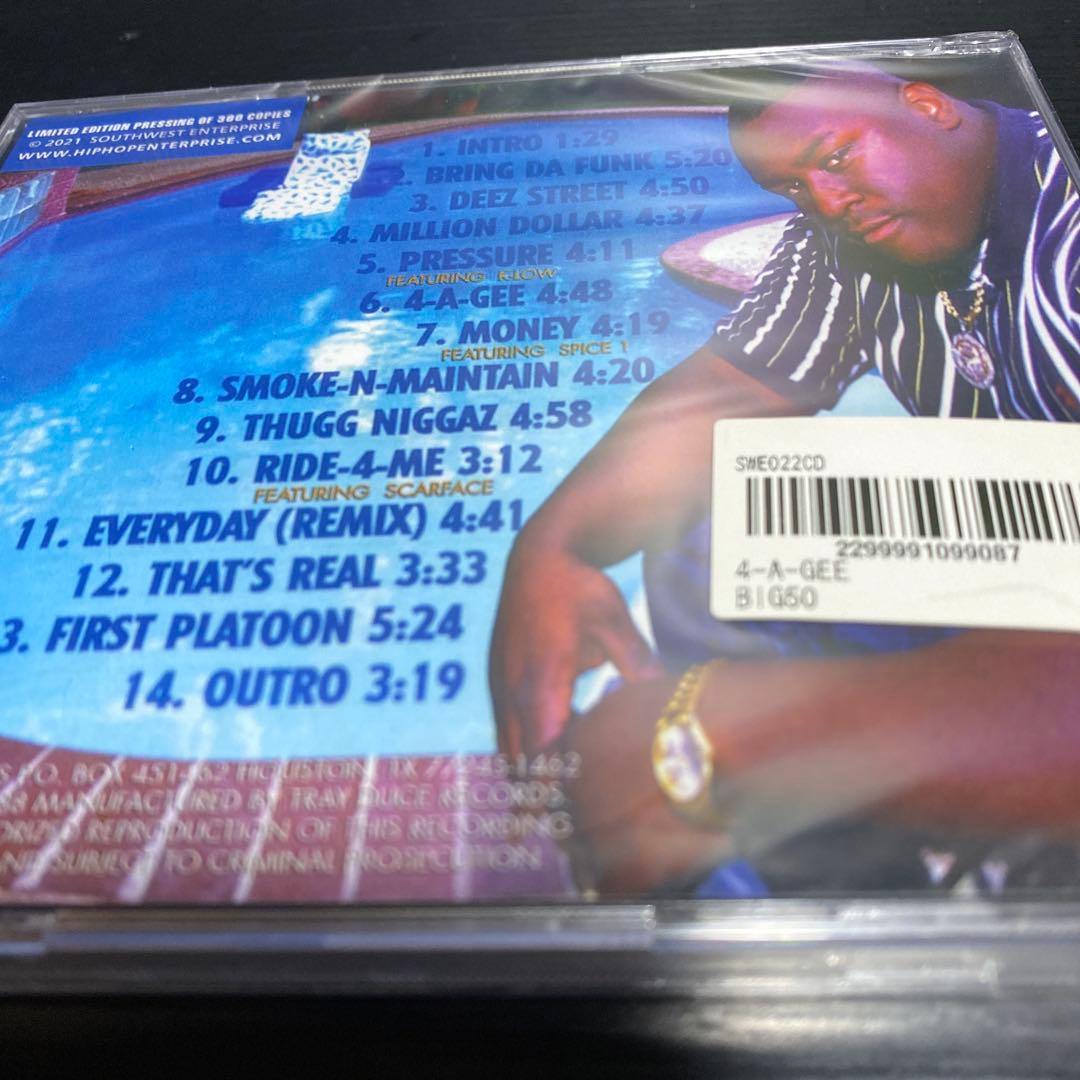 LIMITED EDITION PRESSING OF 300 COPIES
© 2021 SOUTHWEST ENTERPRISE
WWW.HIPHOPENTERPRISE.COM
1. INTRO 1:29
2. BRING DA FUNK 5:20
3. DEEZ STREET 4:50
4. MILLION DOLLAR 4:37
5. PRESSURE 4:11
FEATURING K-LOW
6. 4-A-GEE 4:48
7. MONEY 4:19
FEATURING SPICE 1
8. SMOKE-N-MAINTAIN 4:20
9. THUGG NIGGAZ 4:58
10. RIDE-4-ME 3:12
FEATURING SCARFACE
11. EVERYDAY (REMIX) 4:41
12. THAT'S REAL 3:33
3. FIRST PLATOON 5:24
14. OUTRO 3:19
SWE022CD
2299991099087
4-A-GEE
BIG50
P.O. BOX HOUSTON, TX
MANUFACTURED BY TRAY DUCE RECORDS.
REPRODUCTION OF THIS RECORDING
SUBJECT TO CRIMINAL PROSECUTION